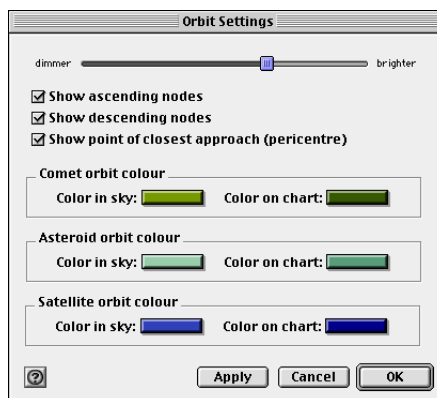 Orbit Settings
dimmer brighter
Show ascending nodes
Show descending nodes
Show point of closest approach (pericentre)
Comet orbit colour
Color in sky: Color on chart:
Asteroid orbit colour
Color in sky: Color on chart:
Satellite orbit colour
Color in sky: Color on chart:
? Apply Cancel OK